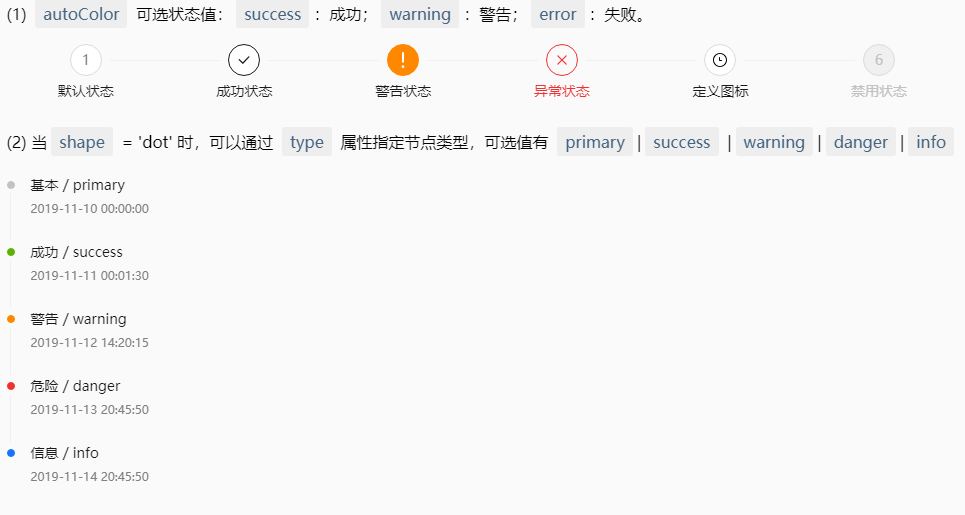 (1) autoColor 可选状态值： success ：成功； warning ：警告； error ：失败。
1 6
默认状态 成功状态 警告状态 异常状态 定义图标 禁用状态
(2) 当 shape = 'dot' 时，可以通过 type 属性指定节点类型，可选值有 primary | success | warning | danger | info
基本 / primary
2019-11-10 00:00:00
成功 / success
2019-11-11 00:01:30
警告 / warning
2019-11-12 14:20:15
危险 / danger
2019-11-13 20:45:50
信息 / info
2019-11-14 20:45:50